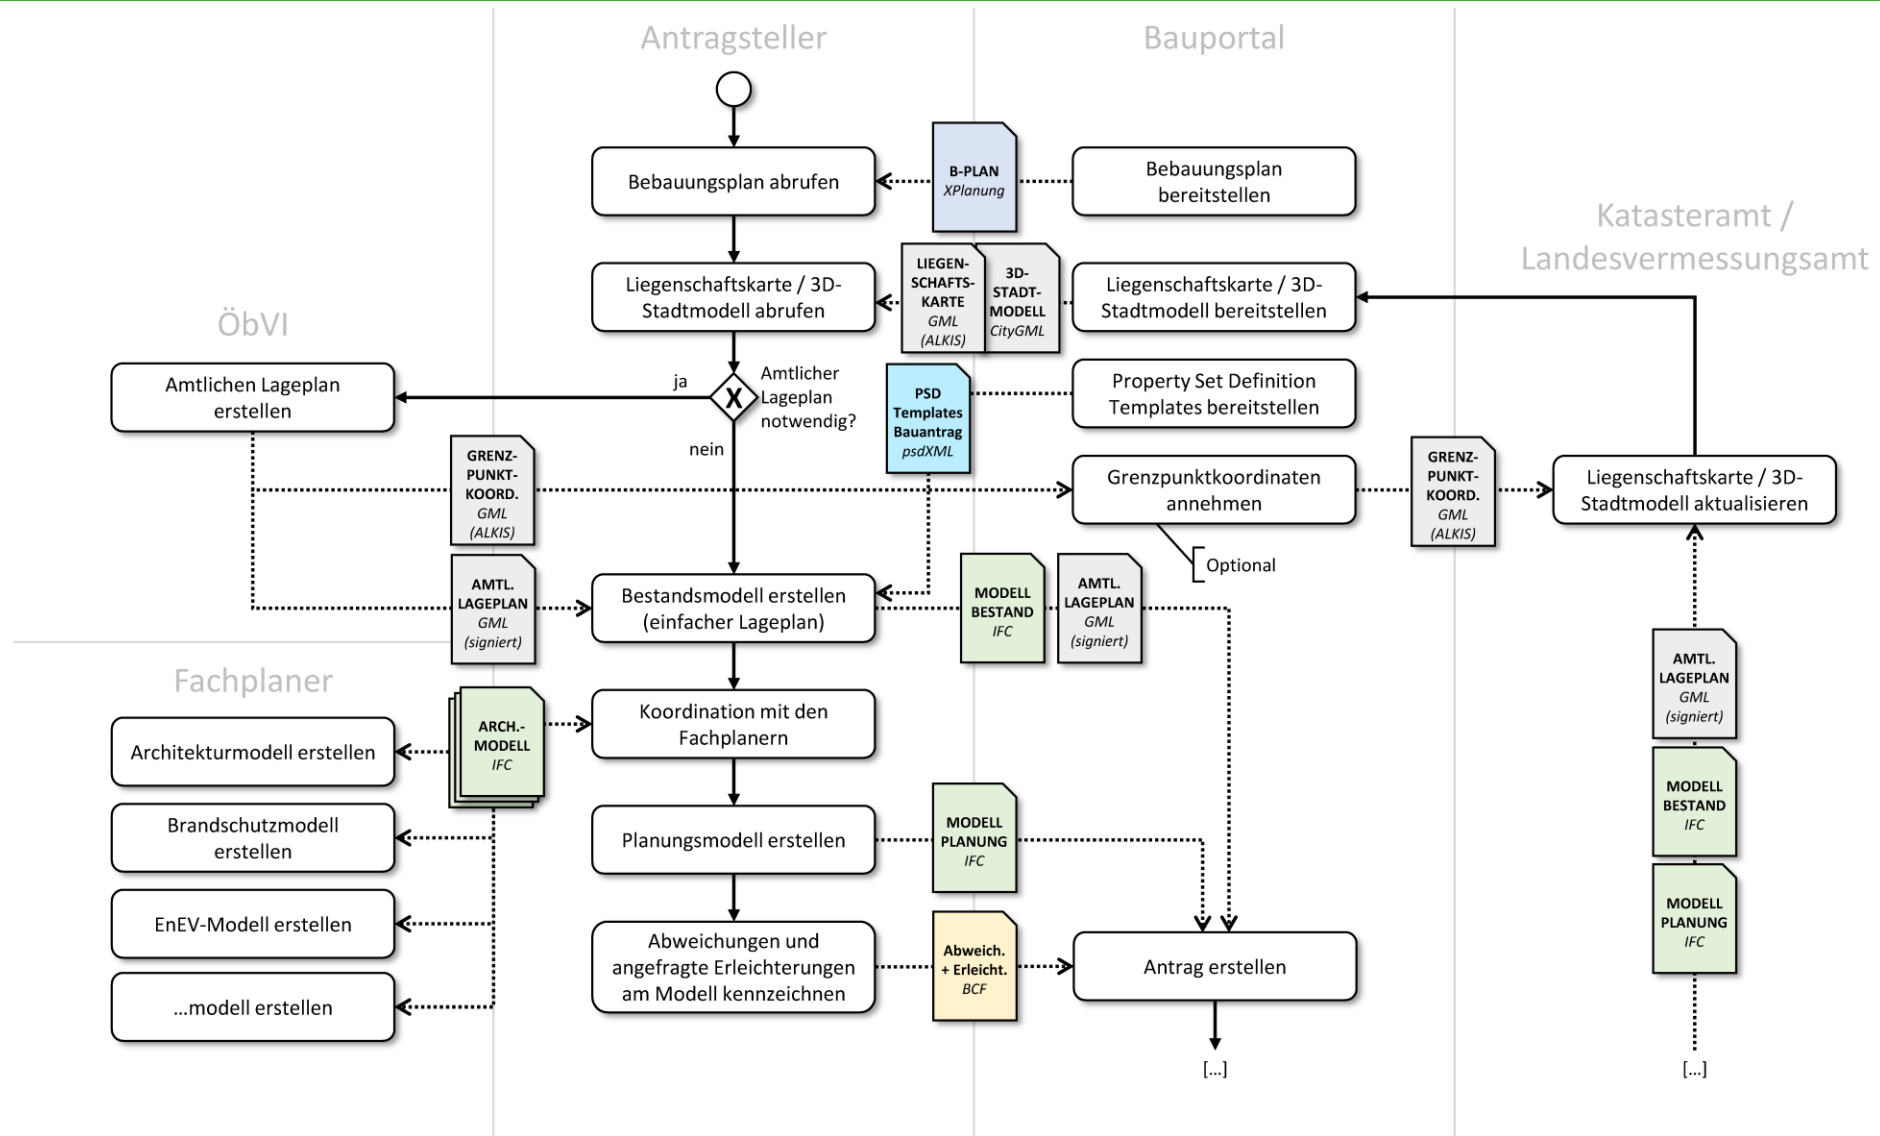 Antragsteller
Bauportal
Katasteramt /
Landesvermessungsamt
ÖbVI
Fachplaner
Bebauungsplan abrufen
B-PLAN
XPlanung
Bebauungsplan
bereitstellen
Liegenschaftskarte / 3D-
Stadtmodell abrufen
LIEGEN-
SCHAFTS-
KARTE
GML
(ALKIS)
3D-
STADT-
MODELL
CityGML
Liegenschaftskarte / 3D-
Stadtmodell bereitstellen
Amtlichen Lageplan
erstellen
ja
X
Amtlicher
Lageplan
notwendig?
nein
PSD
Templates
Bauantrag
psdXML
Property Set Definition
Templates bereitstellen
GRENZ-
PUNKT-
KOORD.
GML
(ALKIS)
Grenzpunktkoordinaten
annehmen
Optional
GRENZ-
PUNKT-
KOORD.
GML
(ALKIS)
Liegenschaftskarte / 3D-
Stadtmodell aktualisieren
AMTL.
LAGEPLAN
GML
(signiert)
Bestandsmodell erstellen
(einfacher Lageplan)
MODELL
BESTAND
IFC
AMTL.
LAGEPLAN
GML
(signiert)
ARCH.-
MODELL
IFC
Koordination mit den
Fachplanern
Architekturmodell erstellen
Brandschutzmodell
erstellen
EnEV-Modell erstellen
...modell erstellen
Planungsmodell erstellen
MODELL
PLANUNG
IFC
Abweichungen und
angefragte Erleichterungen
am Modell kennzeichnen
Abweich.
+ Erleicht.
BCF
Antrag erstellen
[...]
AMTL.
LAGEPLAN
GML
(signiert)
MODELL
BESTAND
IFC
MODELL
PLANUNG
IFC
[...]